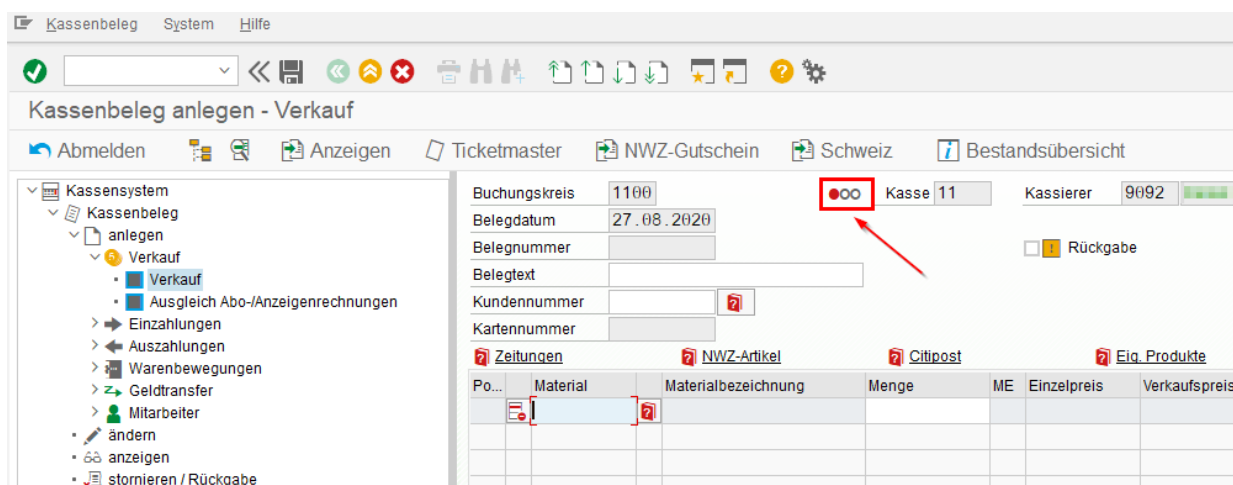 Kassenbeleg System Hilfe
Kassenbeleg anlegen - Verkauf
Abmelden Anzeigen Ticketmaster NWZ-Gutschein Schweiz Bestandsübersicht
Kassensystem
Kassenbeleg
anlegen
Verkauf
Verkauf
Ausgleich Abo-/Anzeigenrechnungen
Einzahlungen
Auszahlungen
Warenbewegungen
Geldtransfer
Mitarbeiter
ändern
anzeigen
stornieren / Rückgabe
Buchungskreis 1100 Kasse 11 Kassierer 9092
Belegdatum 27.08.2020
Belegnummer Rückgabe
Belegtext
Kundennummer
Kartennummer
Zeitungen NWZ-Artikel Citipost Eig. Produkte
Po... Material Materialbezeichnung Menge ME Einzelpreis Verkaufspreis